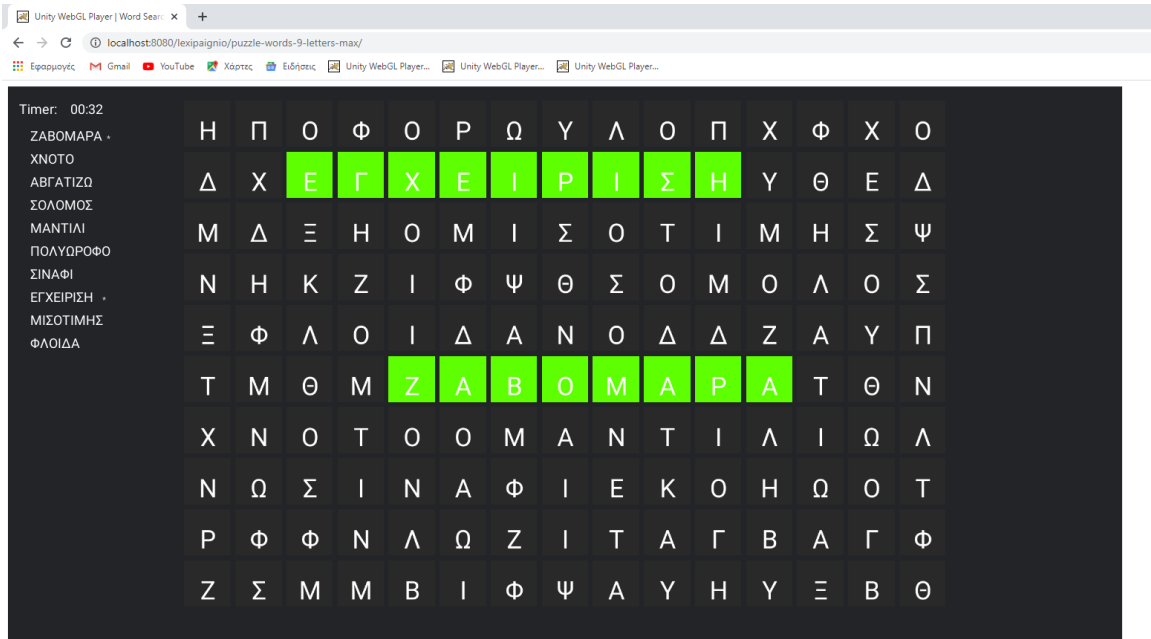 Unity WebGL Player | Word Searc
localhost:8080/lexipaignio/puzzle-words-9-letters-max/
Εφαρμογές Gmail YouTube Χάρτες Ειδήσεις Unity WebGL Player... Unity WebGL Player... Unity WebGL Player...
Timer: 00:32
ΖΑΒΟΜΑΡΑ *
ΧΝΟΤΟ
ΑΒΓΑΤΙΖΩ
ΣΟΛΟΜΟΣ
ΜΑΝΤΙΛΙ
ΠΟΛΥΩΡΟΦΟ
ΣΙΝΑΦΙ
ΕΓΧΕΙΡΙΣΗ *
ΜΙΣΟΤΙΜΗΣ
ΦΛΟΙΔΑ
Η Π Ο Φ Ο Ρ Ω Υ Λ Ο Π Χ Φ Χ Ο
Δ Χ Ε Γ Χ Ε Ι Ρ Ι Σ Η Υ Θ Ε Δ
Μ Δ Ξ Η Ο Μ Ι Σ Ο Τ Ι Μ Η Σ Ψ
Ν Η Κ Ζ Ι Φ Ψ Θ Σ Ο Μ Ο Λ Ο Σ
Ξ Φ Λ Ο Ι Δ Α Ν Ο Δ Δ Ζ Α Υ Π
Τ Μ Θ Μ Ζ Α Β Ο Μ Α Ρ Α Τ Θ Ν
Χ Ν Ο Τ Ο Ο Μ Α Ν Τ Ι Λ Ι Ω Λ
Ν Ω Σ Ι Ν Α Φ Ι Ε Κ Ο Η Ω Ο Τ
Ρ Φ Φ Ν Λ Ω Ζ Ι Τ Α Γ Β Α Γ Φ
Ζ Σ Μ Μ Β Ι Φ Ψ Α Υ Η Υ Ξ Β Θ